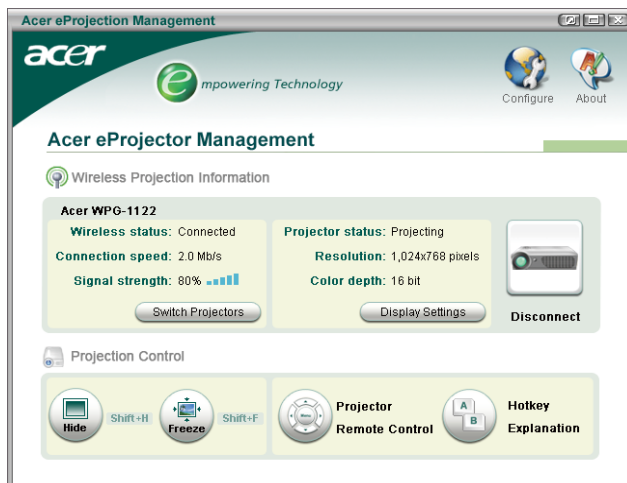 Acer eProjection Management
acer
e mpowering Technology
Configure
About
Acer eProjector Management
Wireless Projection Information
Acer WPG-1122
Wireless status: Connected
Connection speed: 2.0 Mb/s
Signal strength: 80%
Switch Projectors
Projector status: Projecting
Resolution: 1,024x768 pixels
Color depth: 16 bit
Display Settings
Disconnect
Projection Control
Hide
Shift+H
Freeze
Shift+F
Menu
Projector
Remote Control
A
B
Hotkey
Explanation